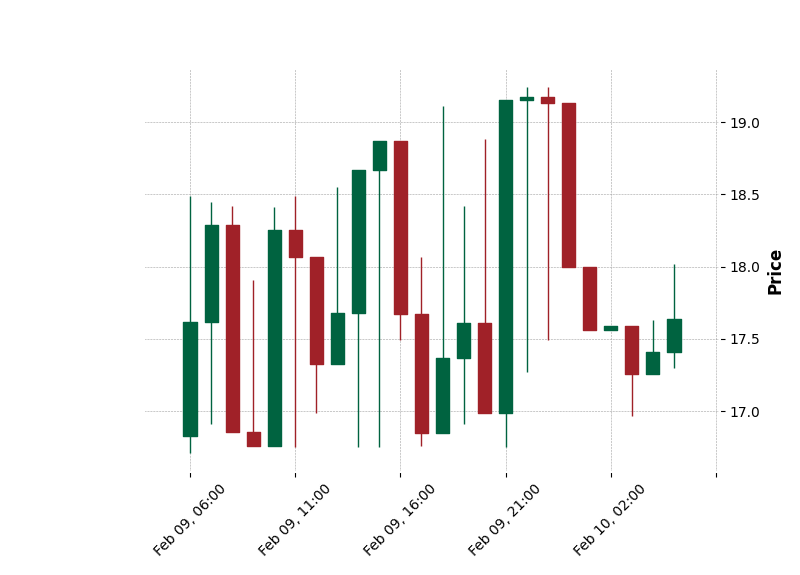 19.0
18.5
18.0
17.5
17.0
Price
Feb 09, 06:00
Feb 09, 11:00
Feb 09, 16:00
Feb 09, 21:00
Feb 10, 02:00